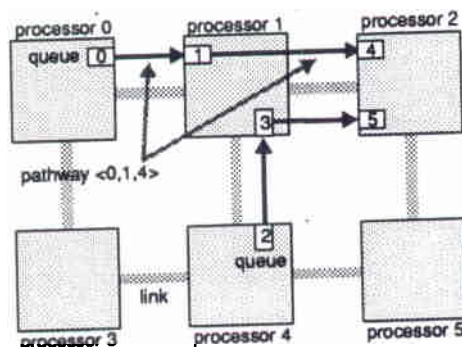 processor 0
processor 1
processor 2
queue 0
1
4
3
5
pathway <0,1,4>
2
queue
link
processor 3
processor 4
processor 5